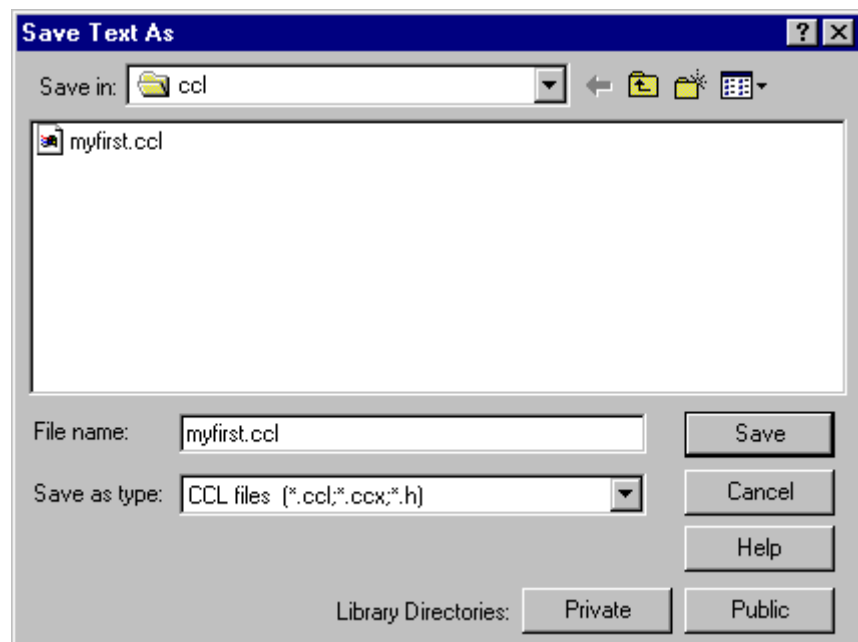 Save Text As
Save in: ccl
myfirst.ccl
File name: myfirst.ccl Save
Save as type: CCL files (*.ccl;*.ccx;*.h) Cancel
Help
Library Directories: Private Public